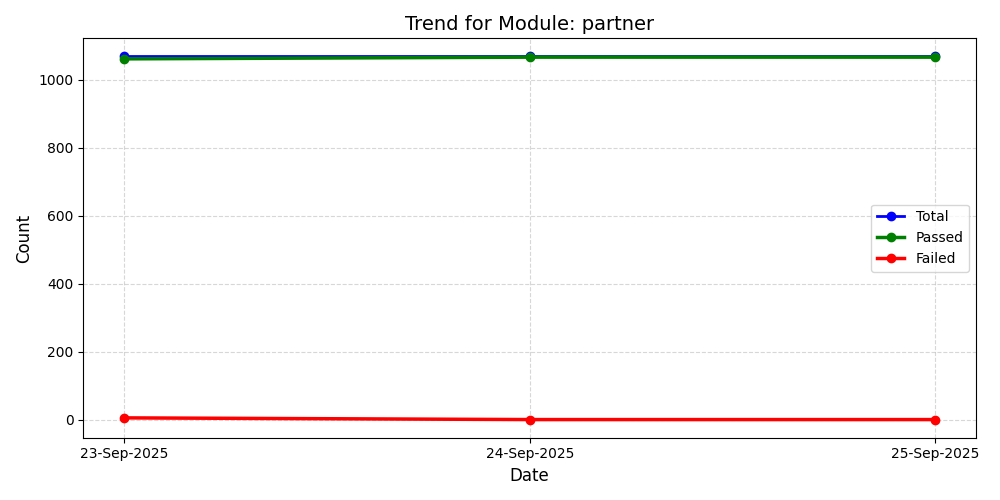 Trend for Module: partner
Count
1000
800
600
400
200
0
Total
Passed
Failed
23-Sep-2025 24-Sep-2025 25-Sep-2025
Date